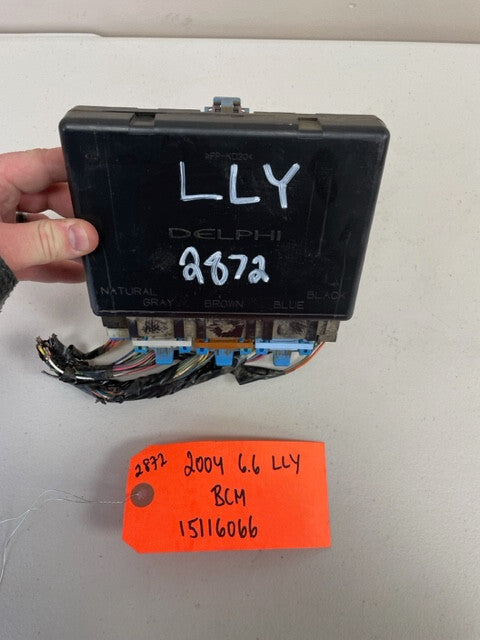 LLY
DELPHI
2872
NATURAL
GRAY
BROWN
BLUE
BLACK
2872 2004 6.6 LLY
BCM
15116066